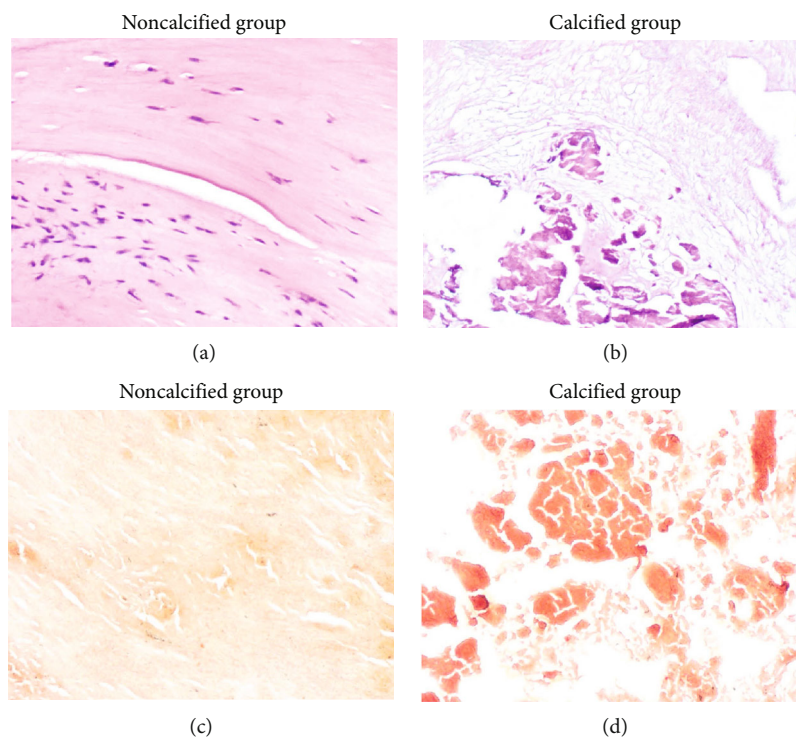 Noncalcified group
Calcified group
(a)
(b)
Noncalcified group
Calcified group
(c)
(d)